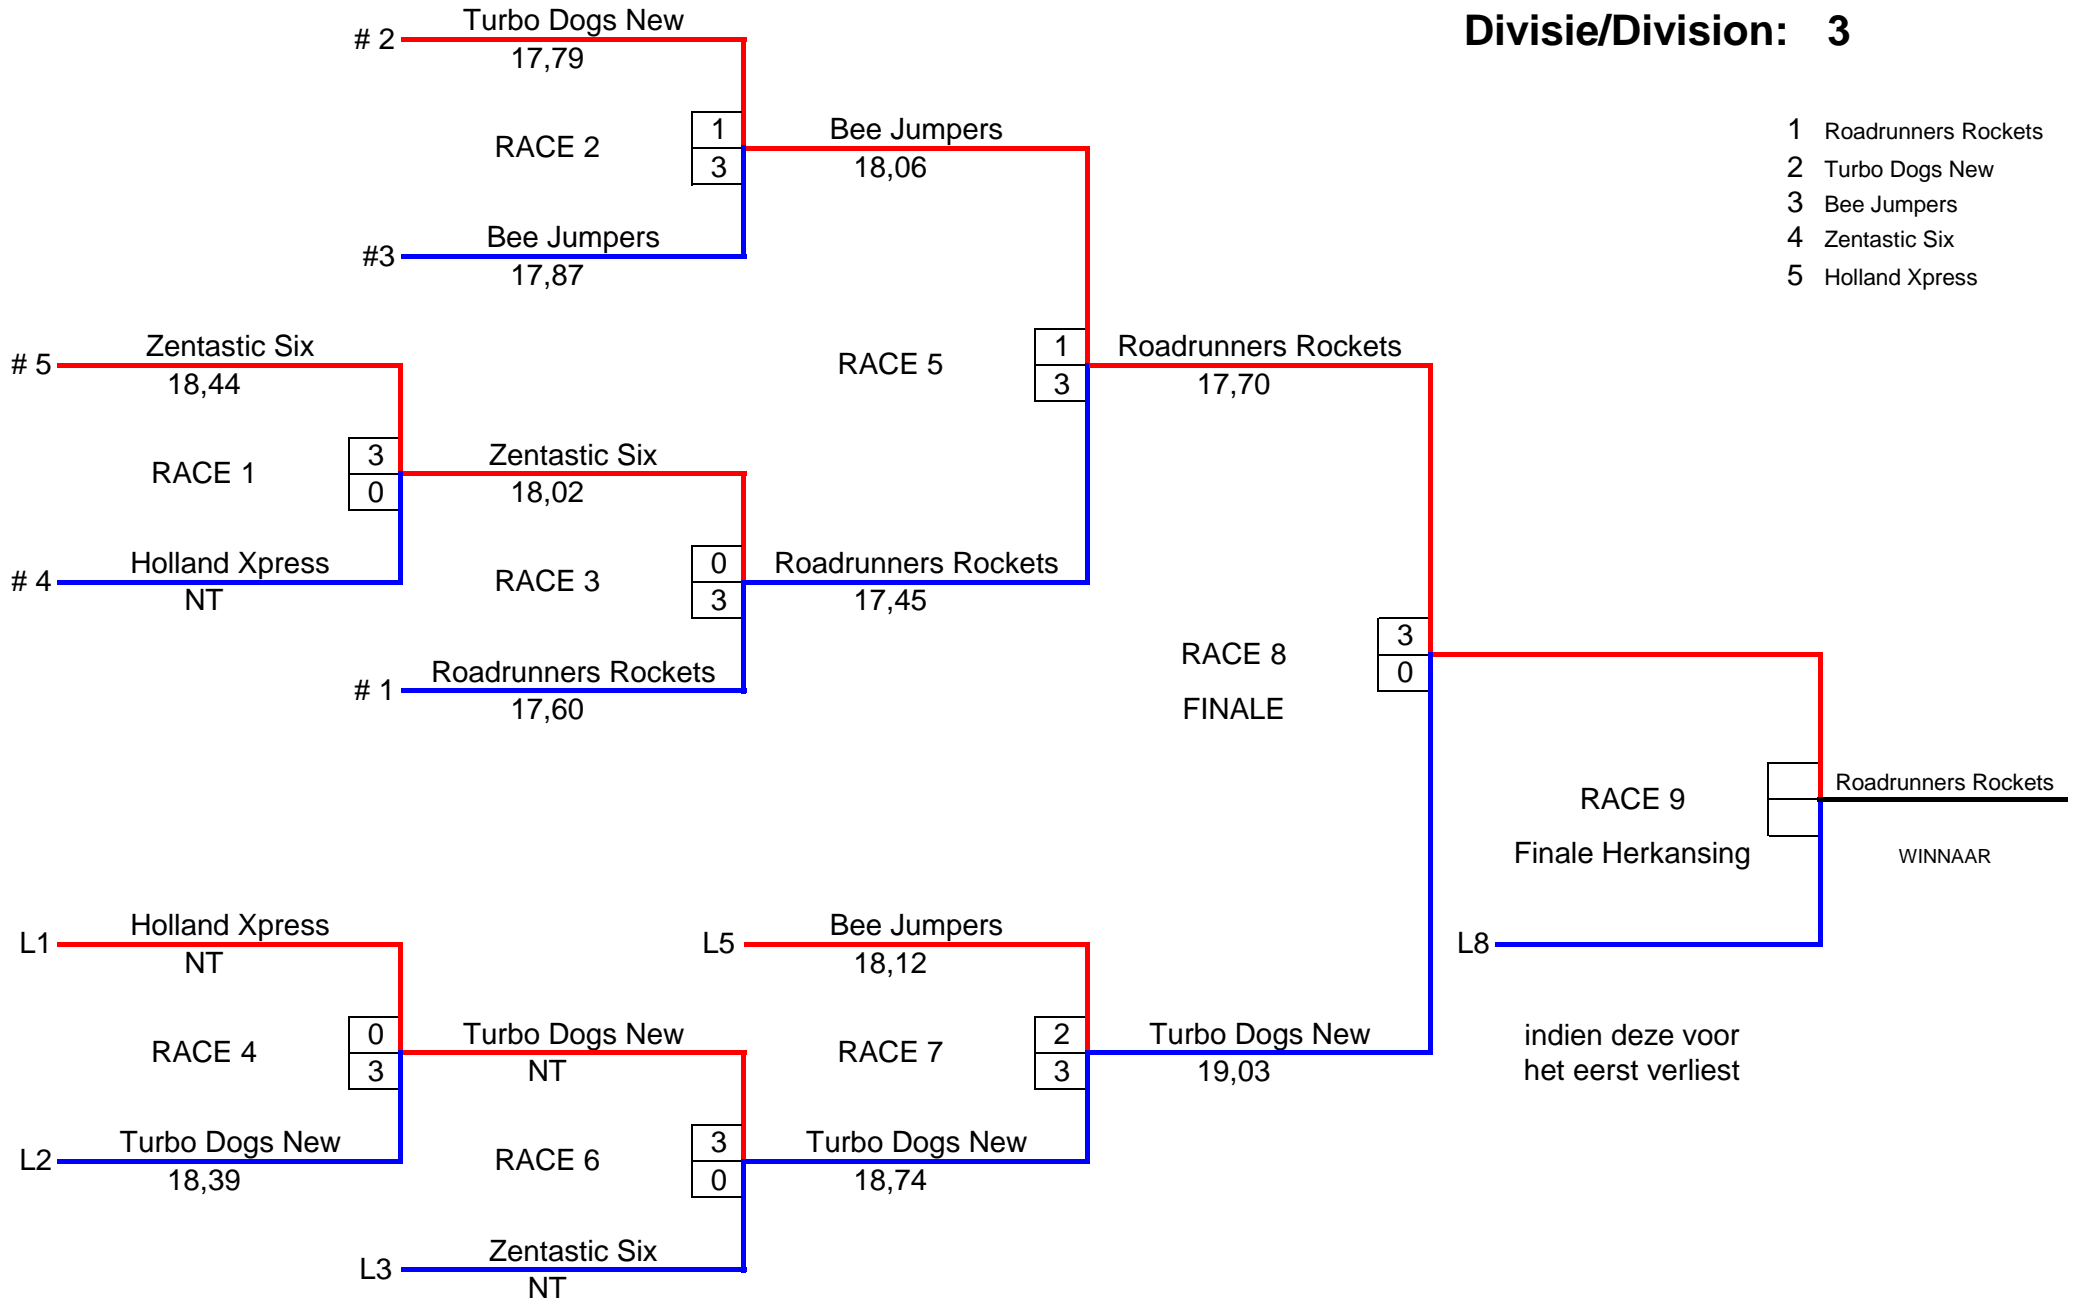 Divisie/Division: 3
1 Roadrunners Rockets
2 Turbo Dogs New
3 Bee Jumpers
4 Zentastic Six
5 Holland Xpress
# 2
Turbo Dogs New
17,79
RACE 2
1
3
#3
Bee Jumpers
17,87
Bee Jumpers
18,06
# 5
Zentastic Six
18,44
RACE 1
3
0
# 4
Holland Xpress
NT
Zentastic Six
18,02
RACE 3
0
3
# 1
Roadrunners Rockets
17,60
Roadrunners Rockets
17,45
RACE 5
1
3
Roadrunners Rockets
17,70
RACE 8
3
0
FINALE
RACE 9
Finale Herkansing
Roadrunners Rockets
WINNAAR
L8
indien deze voor
het eerst verliest
L1
Holland Xpress
NT
RACE 4
0
3
L2
Turbo Dogs New
18,39
Turbo Dogs New
NT
RACE 6
3
0
L3
Zentastic Six
NT
L5
Bee Jumpers
18,12
RACE 7
2
3
Turbo Dogs New
18,74
Turbo Dogs New
19,03